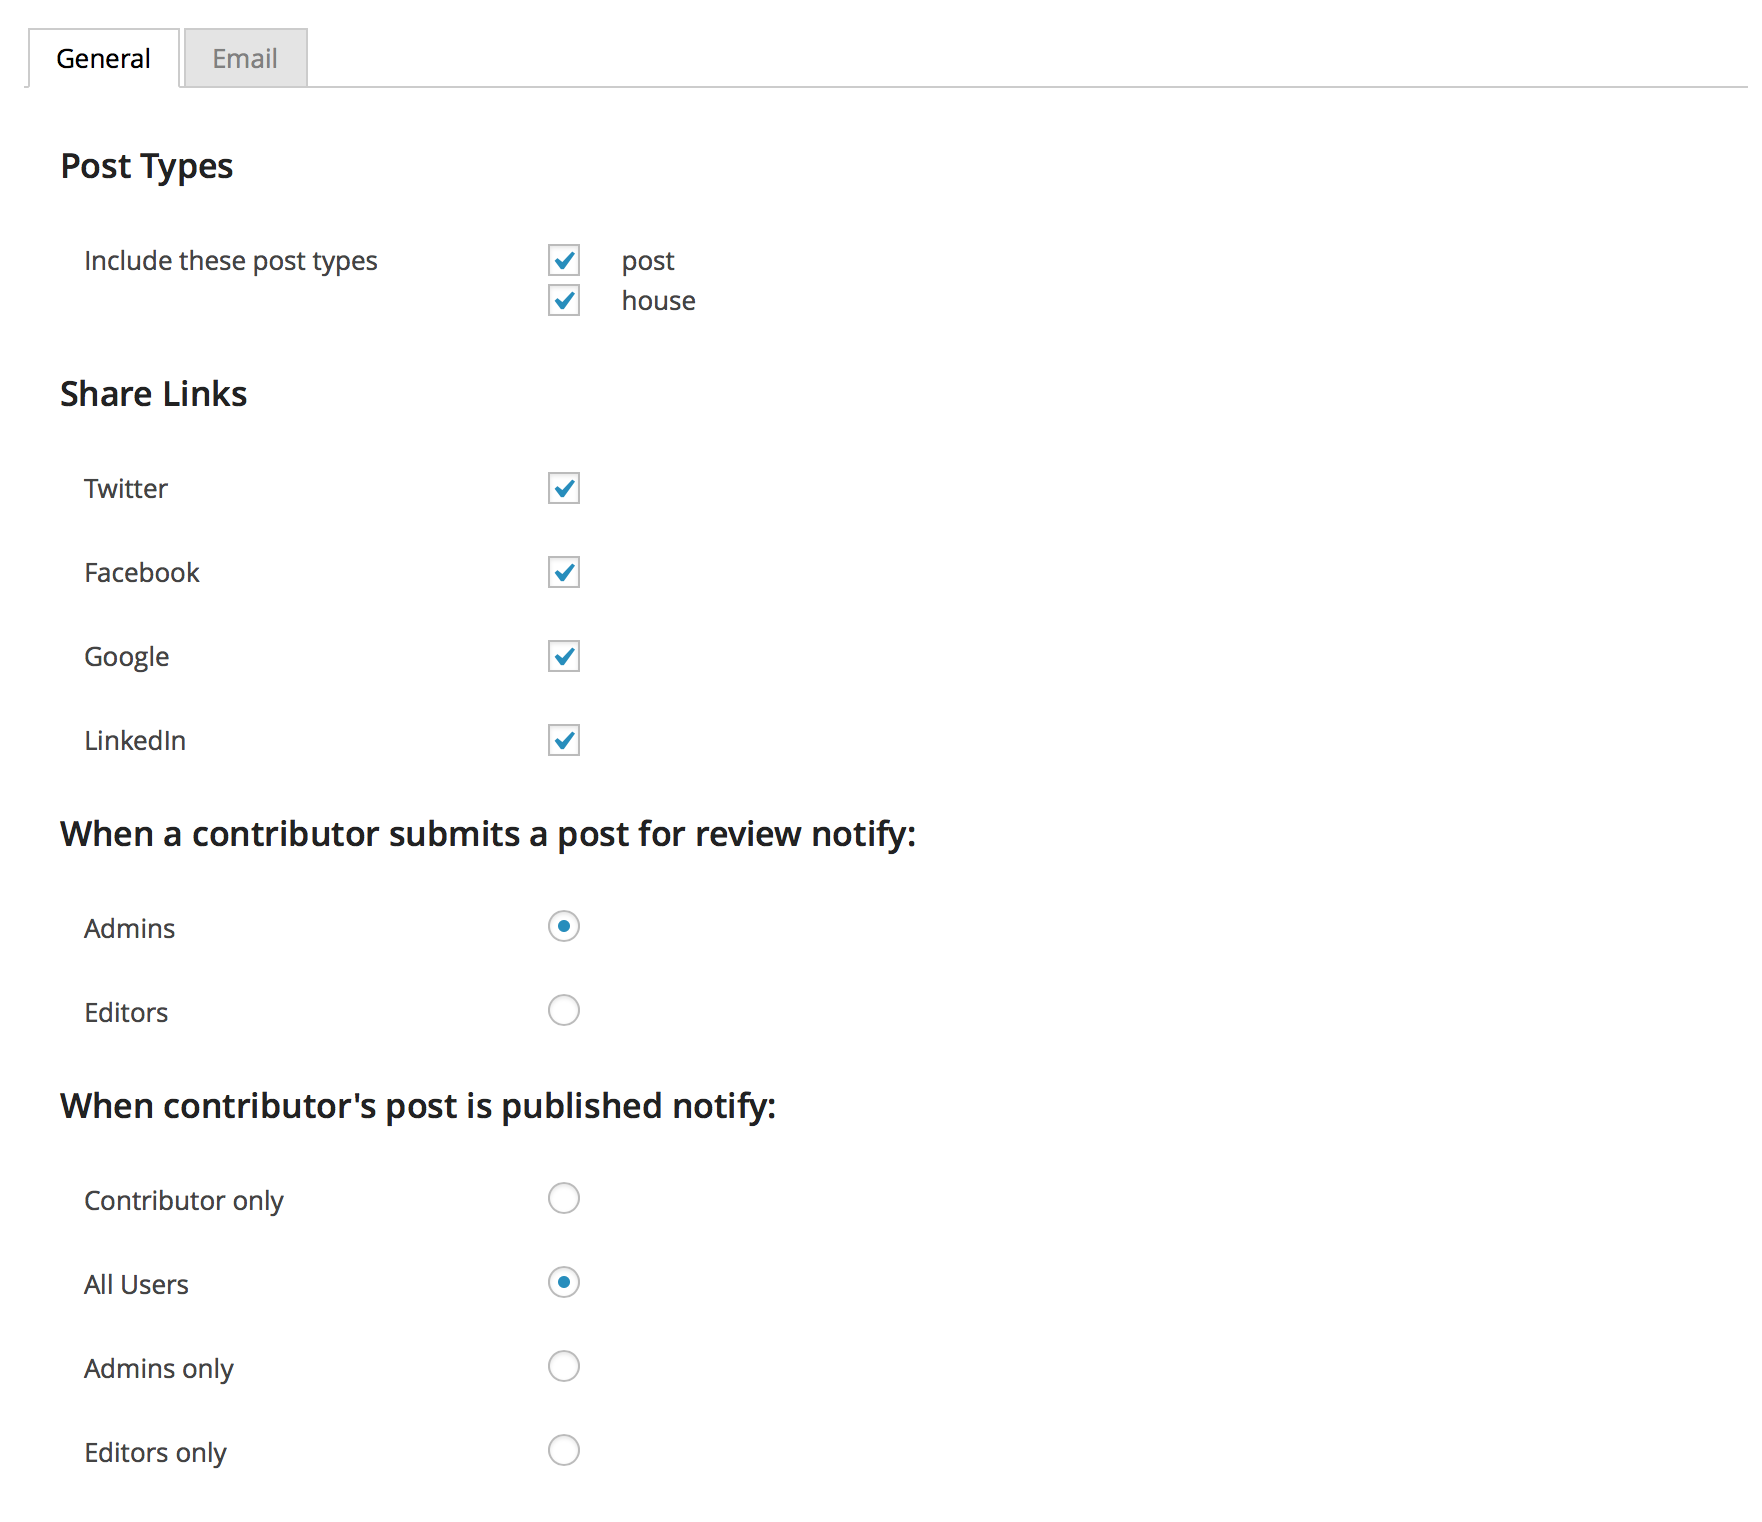 General Email
Post Types
Include these post types post
house
Share Links
Twitter
Facebook
Google
LinkedIn
When a contributor submits a post for review notify:
Admins
Editors
When contributor's post is published notify:
Contributor only
All Users
Admins only
Editors only